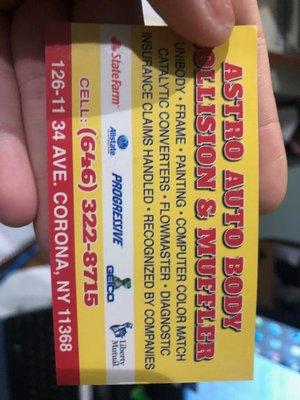 ASTRO AUTO BODY
COLLISION & MUFFLER
UNIBODY • FRAME • PAINTING • COMPUTER COLOR MATCH
CATALYTIC CONVERTERS • FLOWMASTER • DIAGNOSTIC
INSURANCE CLAIMS HANDLED • RECOGNIZED BY COMPANIES
State Farm Allstate PROGRESSIVE GEICO Liberty Mutual
CELL: (646) 322-8715
126-11 34 AVE. CORONA, NY 11368